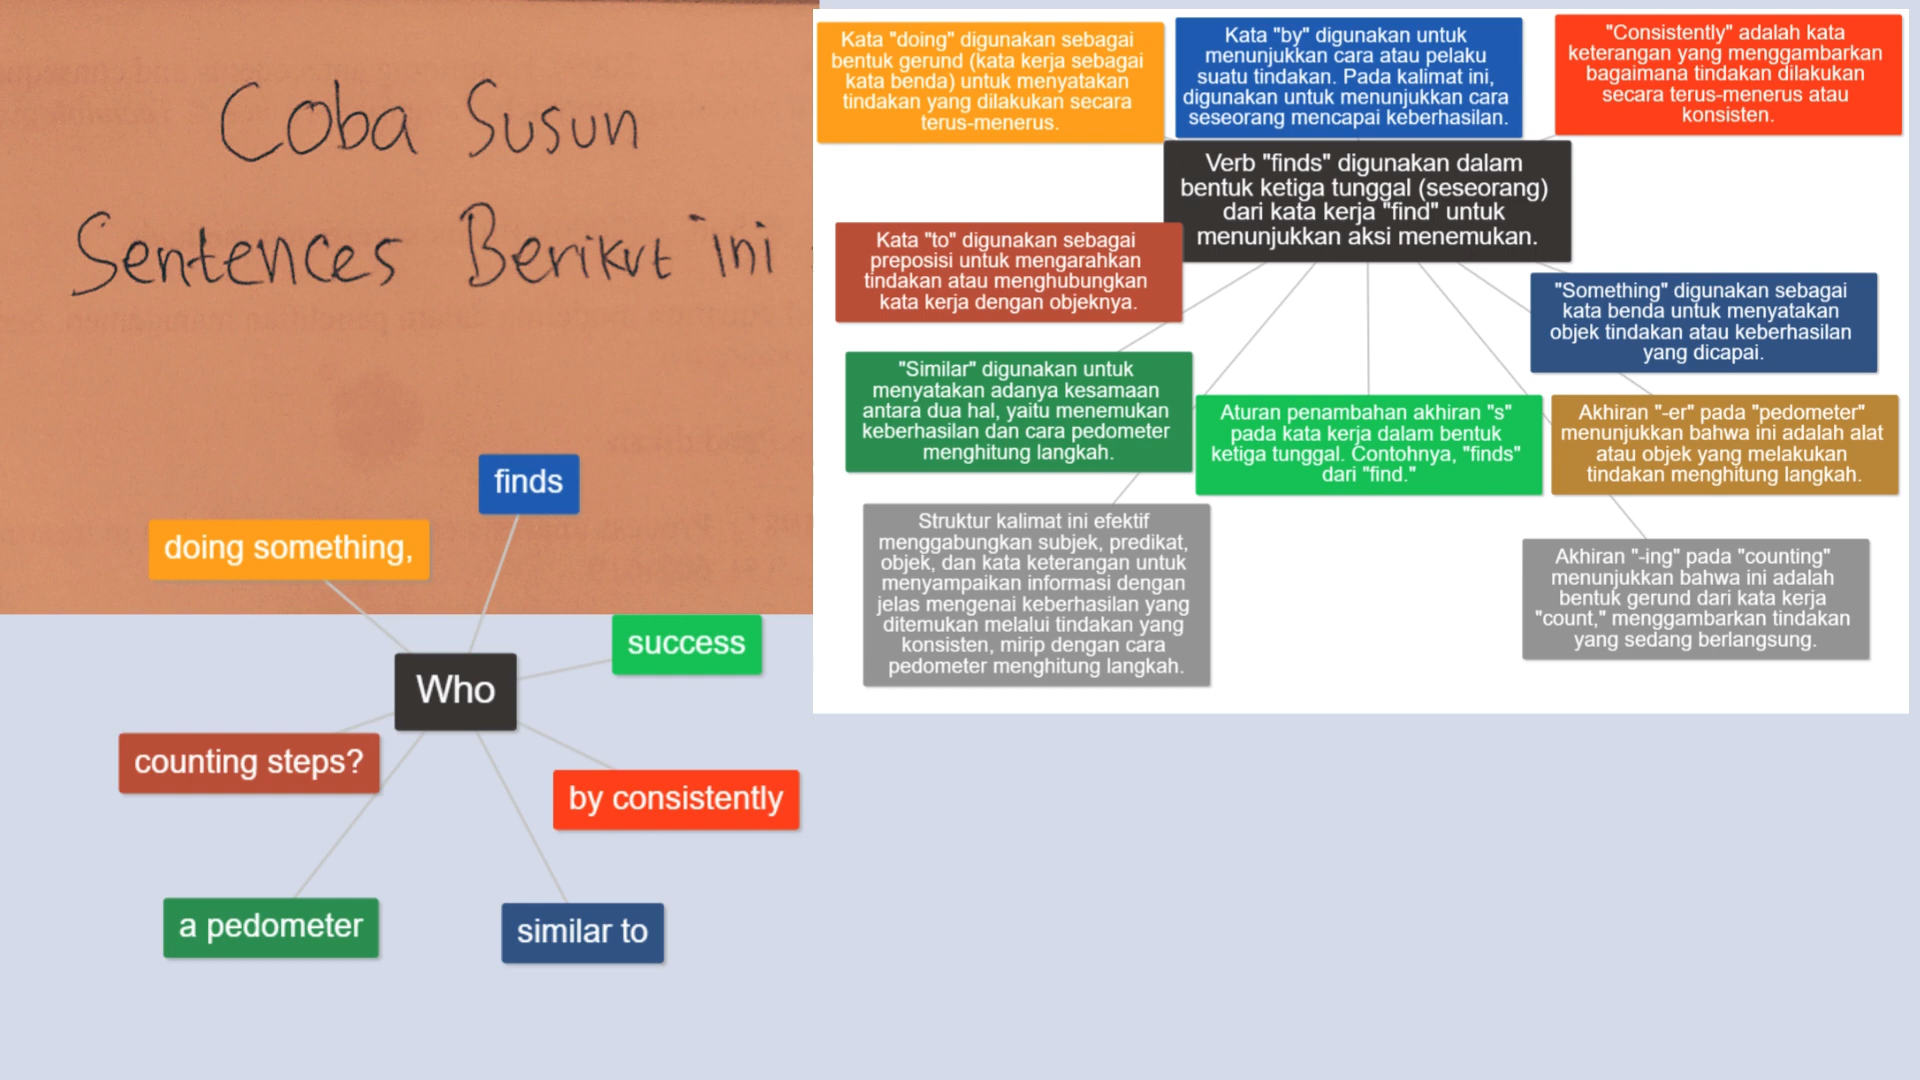 Coba Susun
Sentences Berikut ini :
finds
doing something,
success
Who
counting steps?
by consistently
a pedometer
similar to
Kata "doing" digunakan sebagai
bentuk gerund (kata kerja sebagai
kata benda) untuk menyatakan
tindakan yang dilakukan secara
terus-menerus.
Kata "by" digunakan untuk
menunjukkan cara atau pelaku
suatu tindakan. Pada kalimat ini,
digunakan untuk menunjukkan cara
seseorang mencapai keberhasilan.
"Consistently" adalah kata
keterangan yang menggambarkan
bagaimana tindakan dilakukan
secara terus-menerus atau
konsisten.
Verb "finds" digunakan dalam
bentuk ketiga tunggal (seseorang)
dari kata kerja "find" untuk
menunjukkan aksi menemukan.
Kata "to" digunakan sebagai
preposisi untuk mengarahkan
tindakan atau menghubungkan
kata kerja dengan objeknya.
"Something" digunakan sebagai
kata benda untuk menyatakan
objek tindakan atau keberhasilan
yang dicapai.
"Similar" digunakan untuk
menyatakan adanya kesamaan
antara dua hal, yaitu menemukan
keberhasilan dan cara pedometer
menghitung langkah.
Aturan penambahan akhiran "s"
pada kata kerja dalam bentuk
ketiga tunggal. Contohnya, "finds"
dari "find."
Akhiran "-er" pada "pedometer"
menunjukkan bahwa ini adalah alat
atau objek yang melakukan
tindakan menghitung langkah.
Struktur kalimat ini efektif
menggabungkan subjek, predikat,
objek, dan kata keterangan untuk
menyampaikan informasi dengan
jelas mengenai keberhasilan yang
ditemukan melalui tindakan yang
konsisten, mirip dengan cara
pedometer menghitung langkah.
Akhiran "-ing" pada "counting"
menunjukkan bahwa ini adalah
bentuk gerund dari kata kerja
"count," menggambarkan tindakan
yang sedang berlangsung.